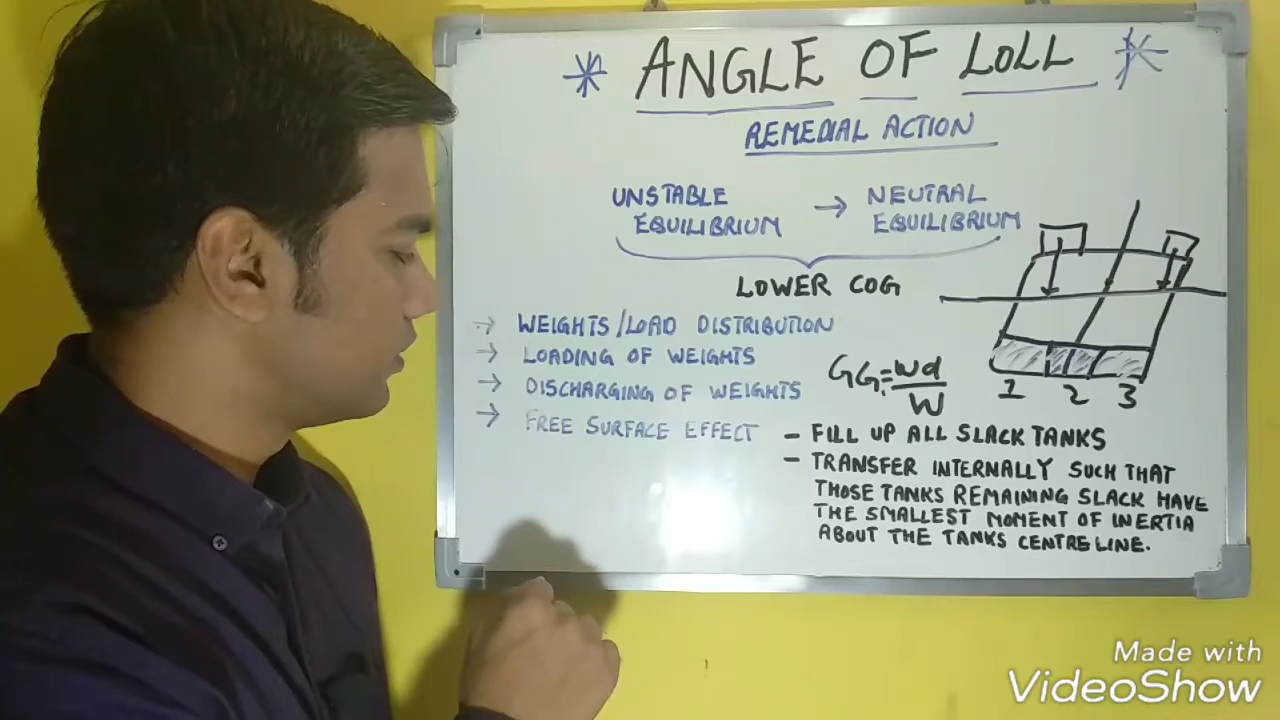 * ANGLE OF LOLL *
REMEDIAL ACTION
UNSTABLE EQUILIBRIUM → NEUTRAL EQUILIBRIUM
LOWER COG
→ WEIGHTS/LOAD DISTRIBUTION
→ LOADING OF WEIGHTS
→ DISCHARGING OF WEIGHTS
→ FREE SURFACE EFFECT
GG₁ = wd / W
1 2 3
- FILL UP ALL SLACK TANKS
- TRANSFER INTERNALLY SUCH THAT
THOSE TANKS REMAINING SLACK HAVE
THE SMALLEST MOMENT OF INERTIA
ABOUT THE TANKS CENTRELINE.
Made with
VideoShow